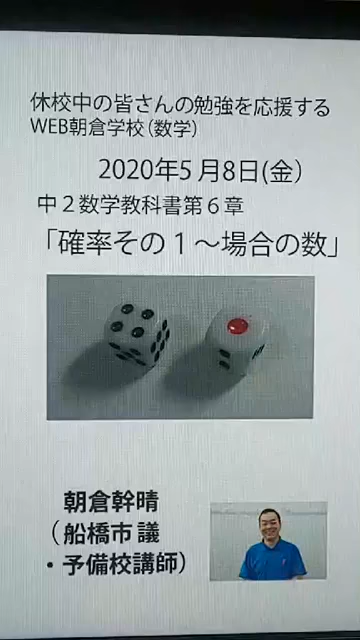 休校中の皆さんの勉強を応援する
WEB朝倉学校(数学)
2020年5月8日(金)
中２数学教科書第６章
「確率その１～場合の数」
朝倉幹晴
(船橋市議
・予備校講師)